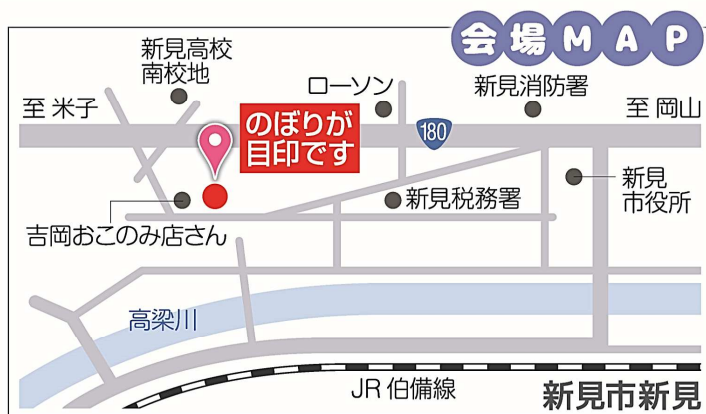 会場MAP
新見高校
南校地
ローソン
新見消防署
至 米子
至 岡山
のぼりが
目印です
180
新見
市役所
新見税務署
吉岡おこのみ店さん
高梁川
JR 伯備線
新見市新見